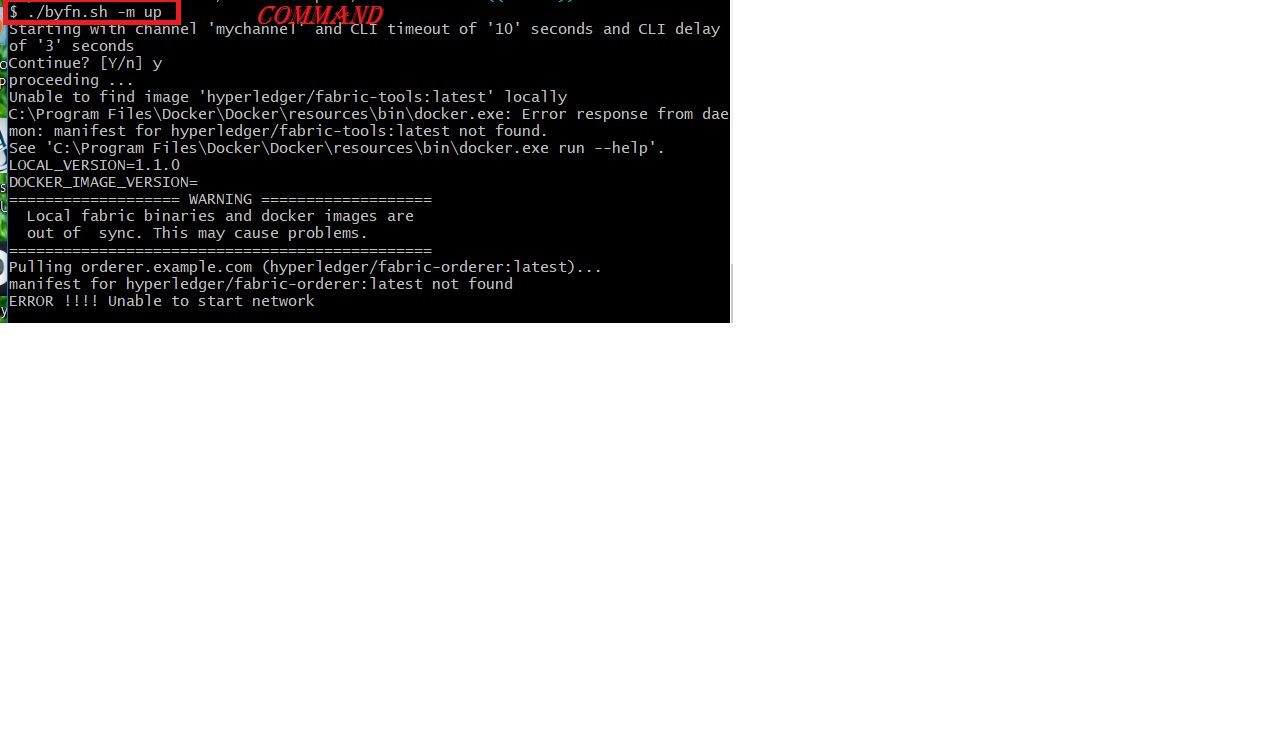 $ ./byfn.sh -m up
COMMAND
Starting with channel 'mychannel' and CLI timeout of '10' seconds and CLI delay
of '3' seconds
Continue? [Y/n] y
proceeding ...
Unable to find image 'hyperledger/fabric-tools:latest' locally
C:\Program Files\Docker\Docker\resources\bin\docker.exe: Error response from dae
mon: manifest for hyperledger/fabric-tools:latest not found.
See 'C:\Program Files\Docker\Docker\resources\bin\docker.exe run --help'.
LOCAL_VERSION=1.1.0
DOCKER_IMAGE_VERSION=
=================== WARNING ===================
Local fabric binaries and docker images are
out of  sync. This may cause problems.
===============================================
Pulling orderer.example.com (hyperledger/fabric-orderer:latest)...
manifest for hyperledger/fabric-orderer:latest not found
ERROR !!!! Unable to start network